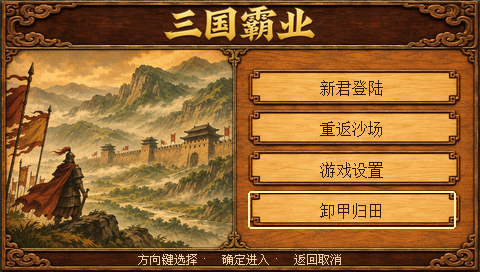 三国霸业
新君登陆
重返沙场
游戏设置
卸甲归田
方向键选择 · 确定进入 · 返回取消